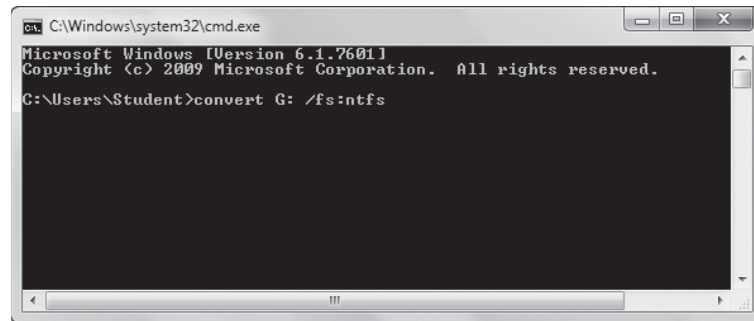 C:\Windows\system32\cmd.exe
Microsoft Windows [Version 6.1.7601]
Copyright (c) 2009 Microsoft Corporation.  All rights reserved.
C:\Users\Student>convert G: /fs:ntfs